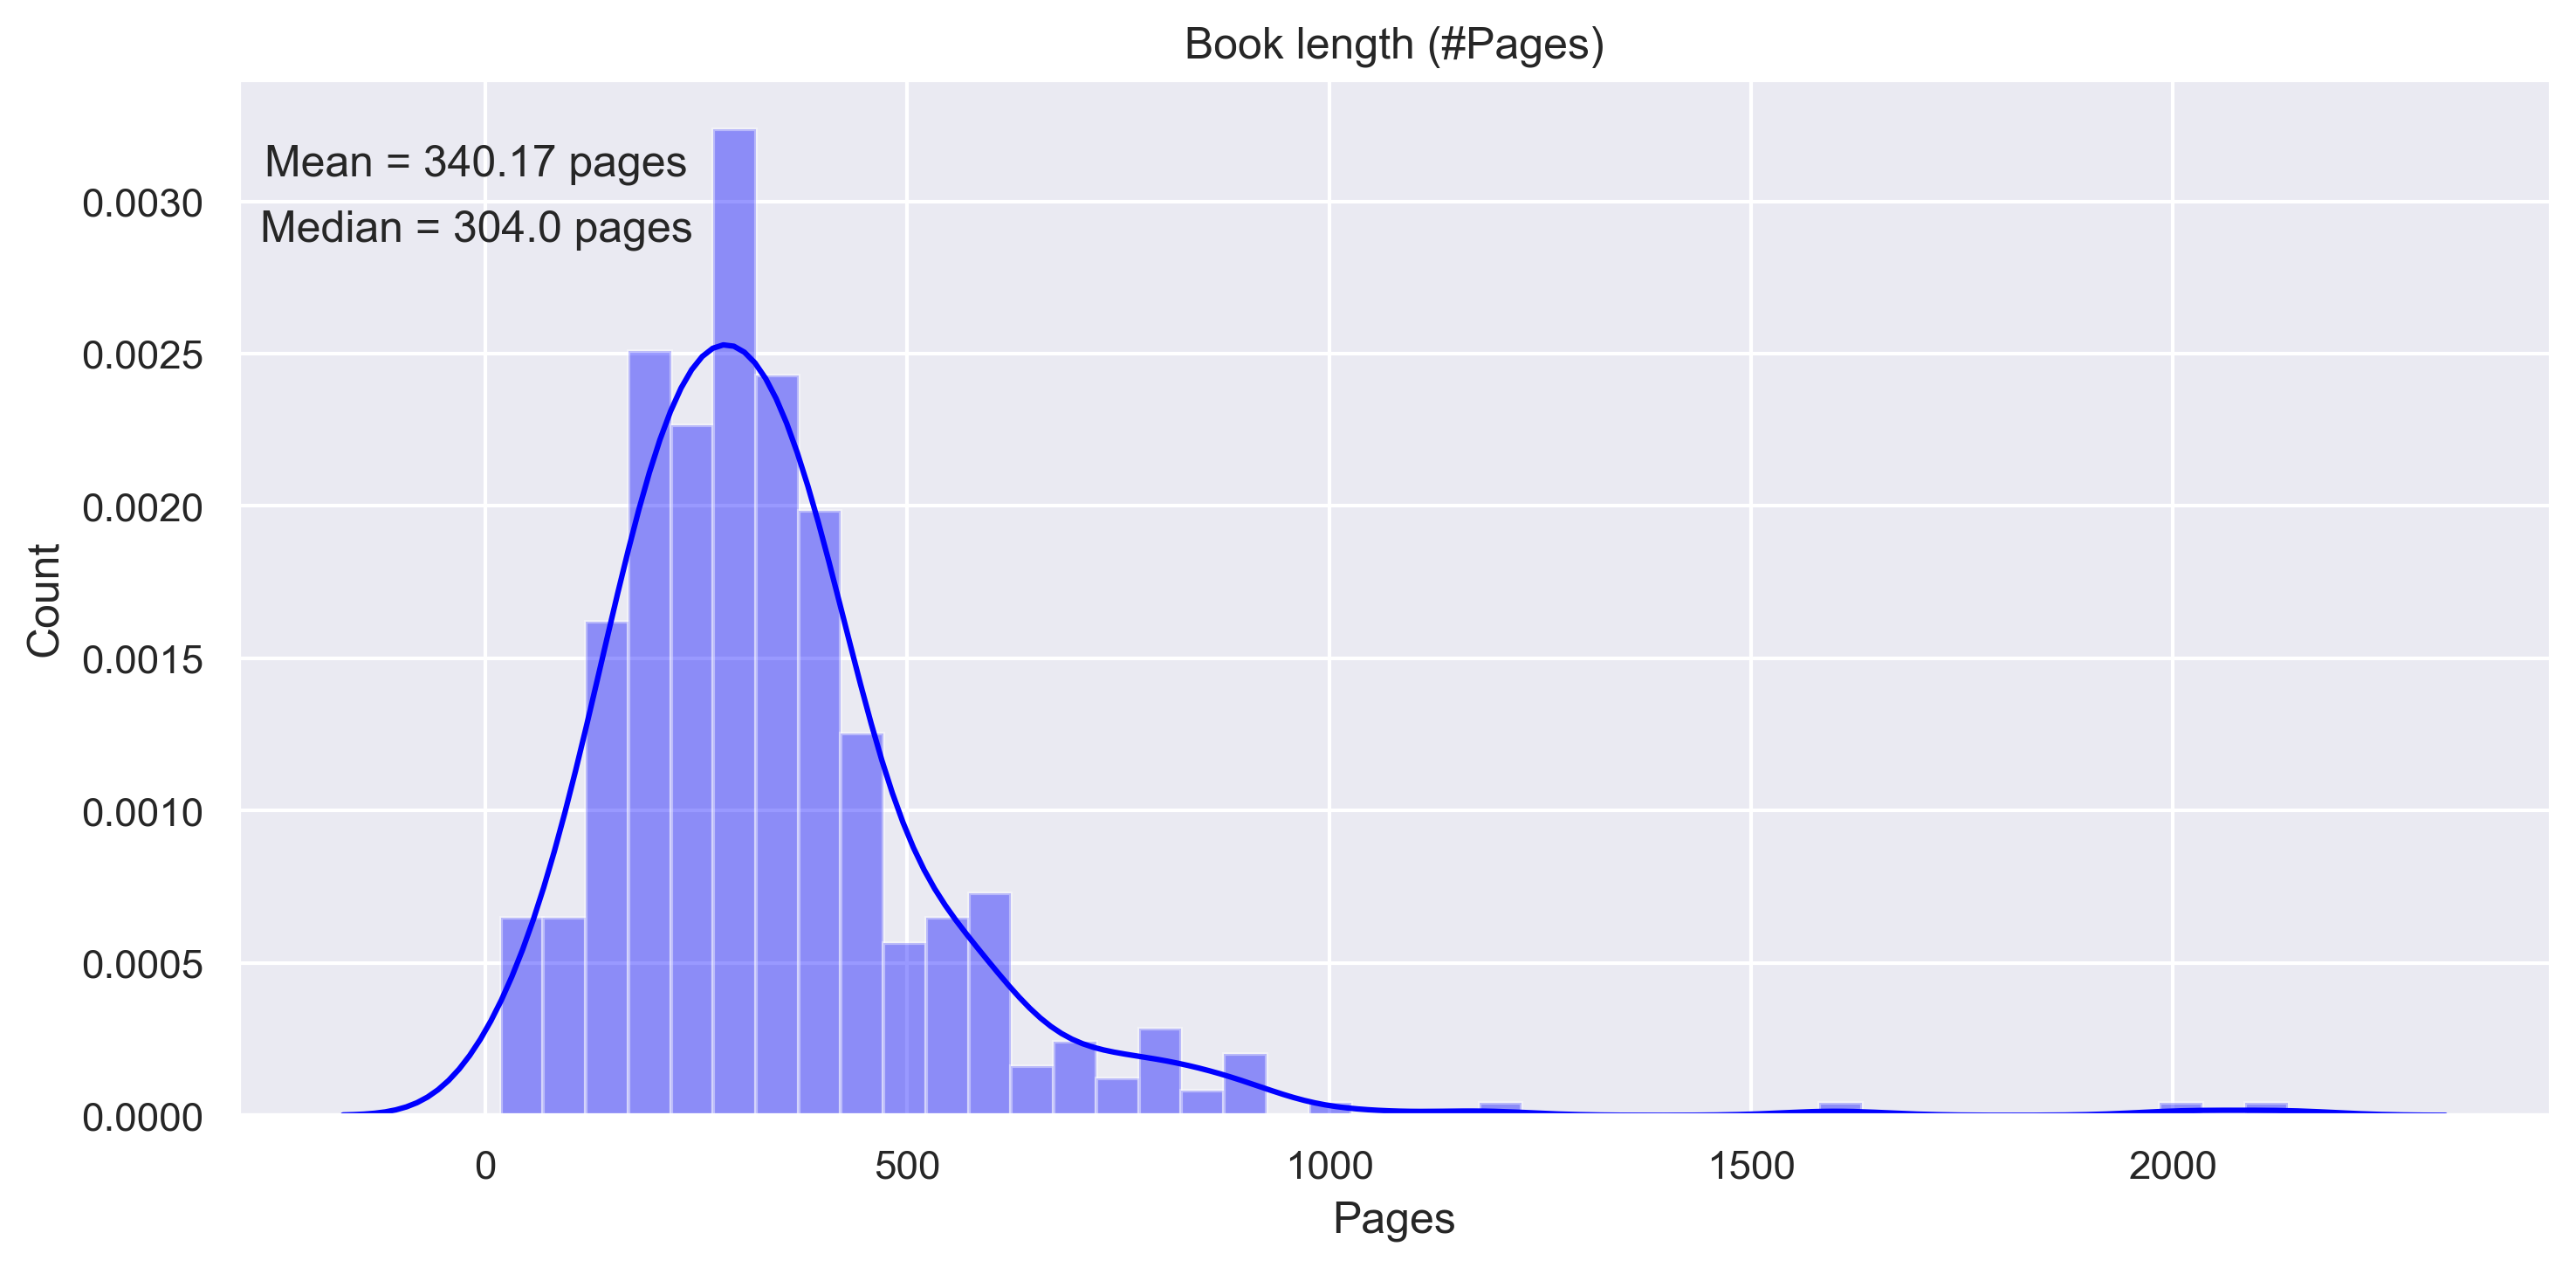 Book length (#Pages)
Mean = 340.17 pages
Median = 304.0 pages
0.0030
0.0025
0.0020
0.0015
0.0010
0.0005
0.0000
Count
0
500
1000
1500
2000
Pages